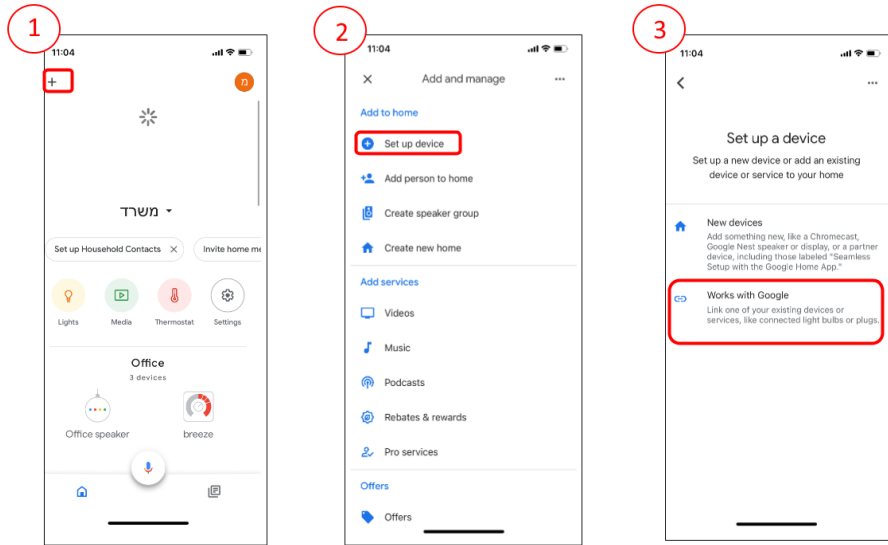 1
11:04
+
מ
משרד
Set up Household Contacts
Invite home me
Lights
Media
Thermostat
Settings
Office
3 devices
Office speaker
breeze
2
11:04
Add and manage
Add to home
Set up device
Add person to home
Create speaker group
Create new home
Add services
Videos
Music
Podcasts
Rebates & rewards
Pro services
Offers
Offers
3
11:04
Set up a device
Set up a new device or add an existing
device or service to your home
New devices
Add something new, like a Chromecast,
Google Nest speaker or display, or a partner
device, including those labeled "Seamless
Setup with the Google Home App."
Works with Google
Link one of your existing devices or
services, like connected light bulbs or plugs.